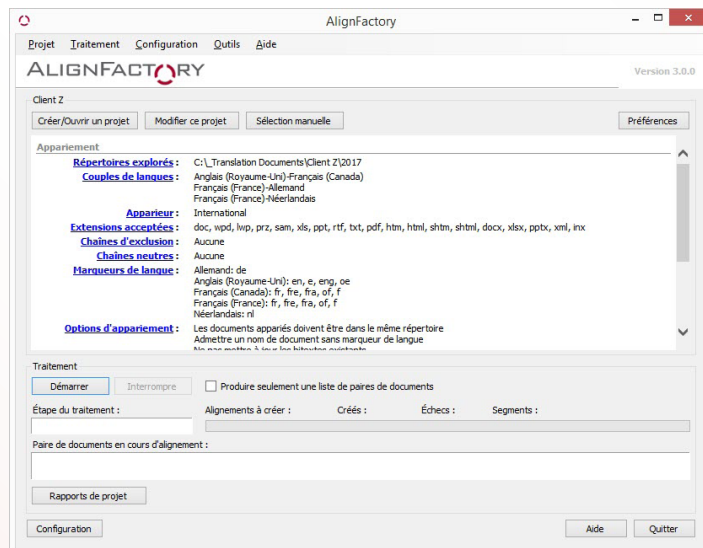 AlignFactory
Projet Traitement Configuration Outils Aide
ALIGNFACTORY
Version 3.0.0
Client Z
Créer/Ouvrir un projet Modifier ce projet Sélection manuelle Préférences
Appariement
Répertoires explorés : C:\_Translation Documents\Client Z\2017
Couples de langues : Anglais (Royaume-Uni)-Français (Canada)
Français (France)-Allemand
Français (France)-Néerlandais
Apparieur : International
Extensions acceptées : doc, wpd, lwp, prz, sam, xls, ppt, rtf, txt, pdf, htm, html, shtm, shtml, docx, xlsx, pptx, xml, inx
Chaînes d'exclusion : Aucune
Chaînes neutres : Aucune
Marqueurs de langue : Allemand: de
Anglais (Royaume-Uni): en, e, eng, oe
Français (Canada): fr, fre, fra, of, f
Français (France): fr, fre, fra, of, f
Néerlandais: nl
Options d'appariement : Les documents appariés doivent être dans le même répertoire
Admettre un nom de document sans marqueur de langue
Ne pas mettre à jour les bitextes existants
Traitement
Démarrer Interrompre Produire seulement une liste de paires de documents
Étape du traitement : Alignements à créer : Créés : Échecs : Segments :
Paire de documents en cours d'alignement :
Rapports de projet
Configuration Aide Quitter